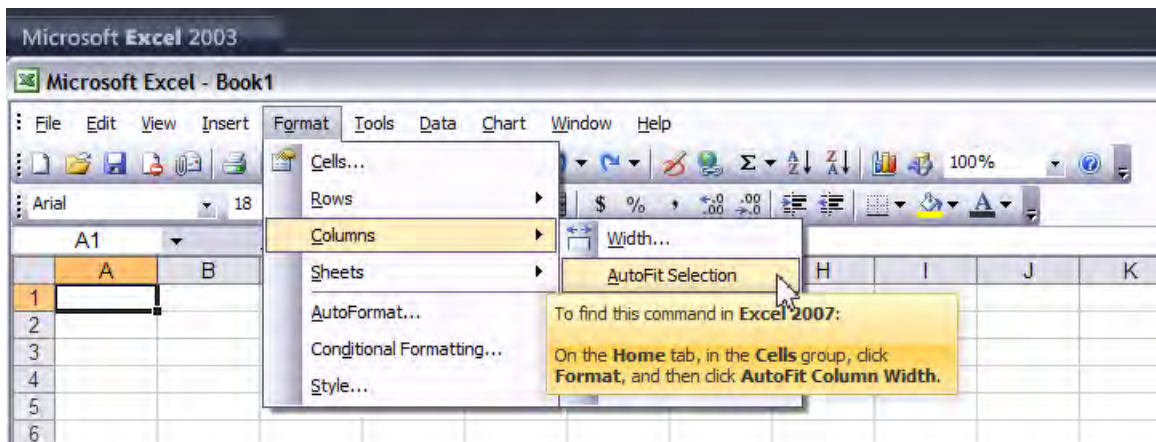 Microsoft Excel 2003
Microsoft Excel - Book1
File Edit View Insert Format Tools Data Chart Window Help
Cells... Σ 100%
Arial 18 Rows $ % , .00 .00
A1 Columns Width...
A B Sheets AutoFit Selection H I J K
1
2 AutoFormat... To find this command in Excel 2007:
3 Conditional Formatting... On the Home tab, in the Cells group, click
4 Style... Format, and then click AutoFit Column Width.
5
6